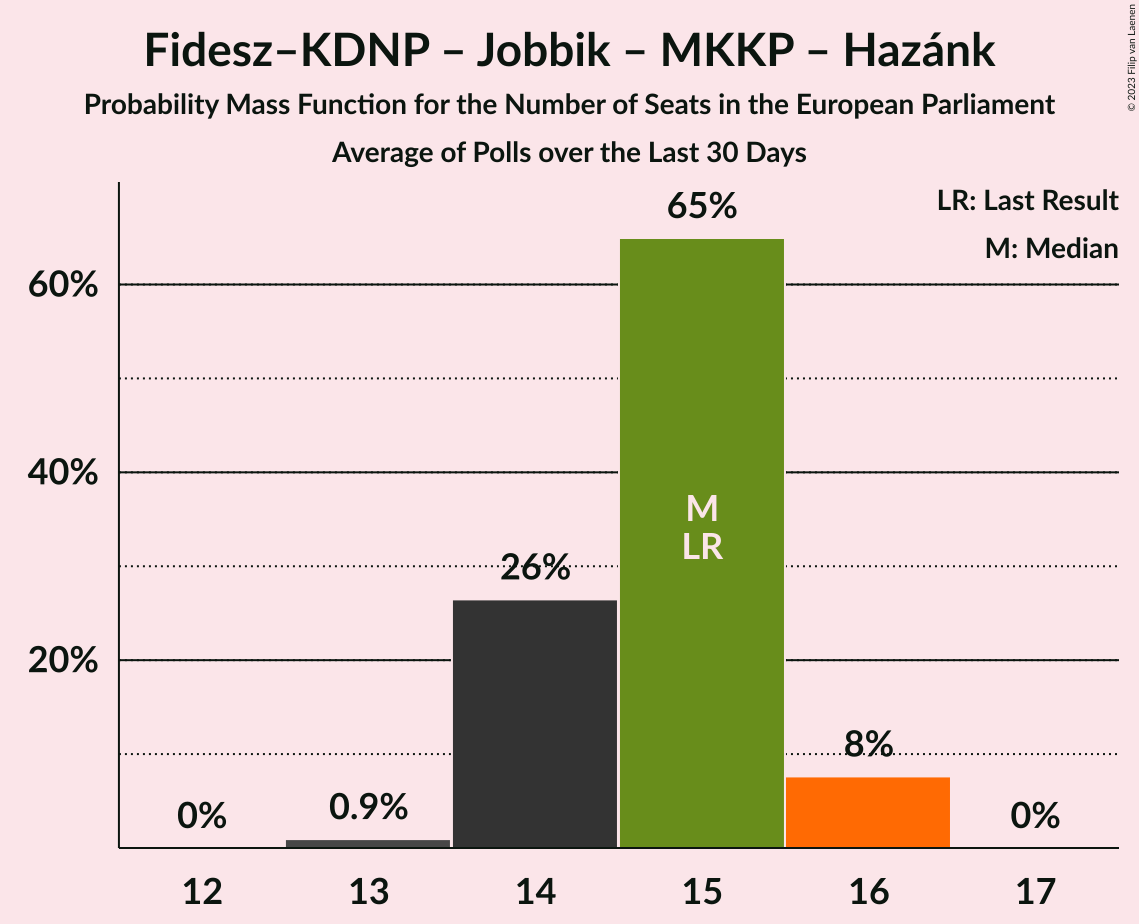 Fidesz–KDNP – Jobbik – MKKP – Hazánk
Probability Mass Function for the Number of Seats in the European Parliament
Average of Polls over the Last 30 Days
© 2023 Filip van Laenen
LR: Last Result
M: Median
60%
40%
20%
0%
0.9%
26%
65%
8%
0%
M
LR
12
13
14
15
16
17